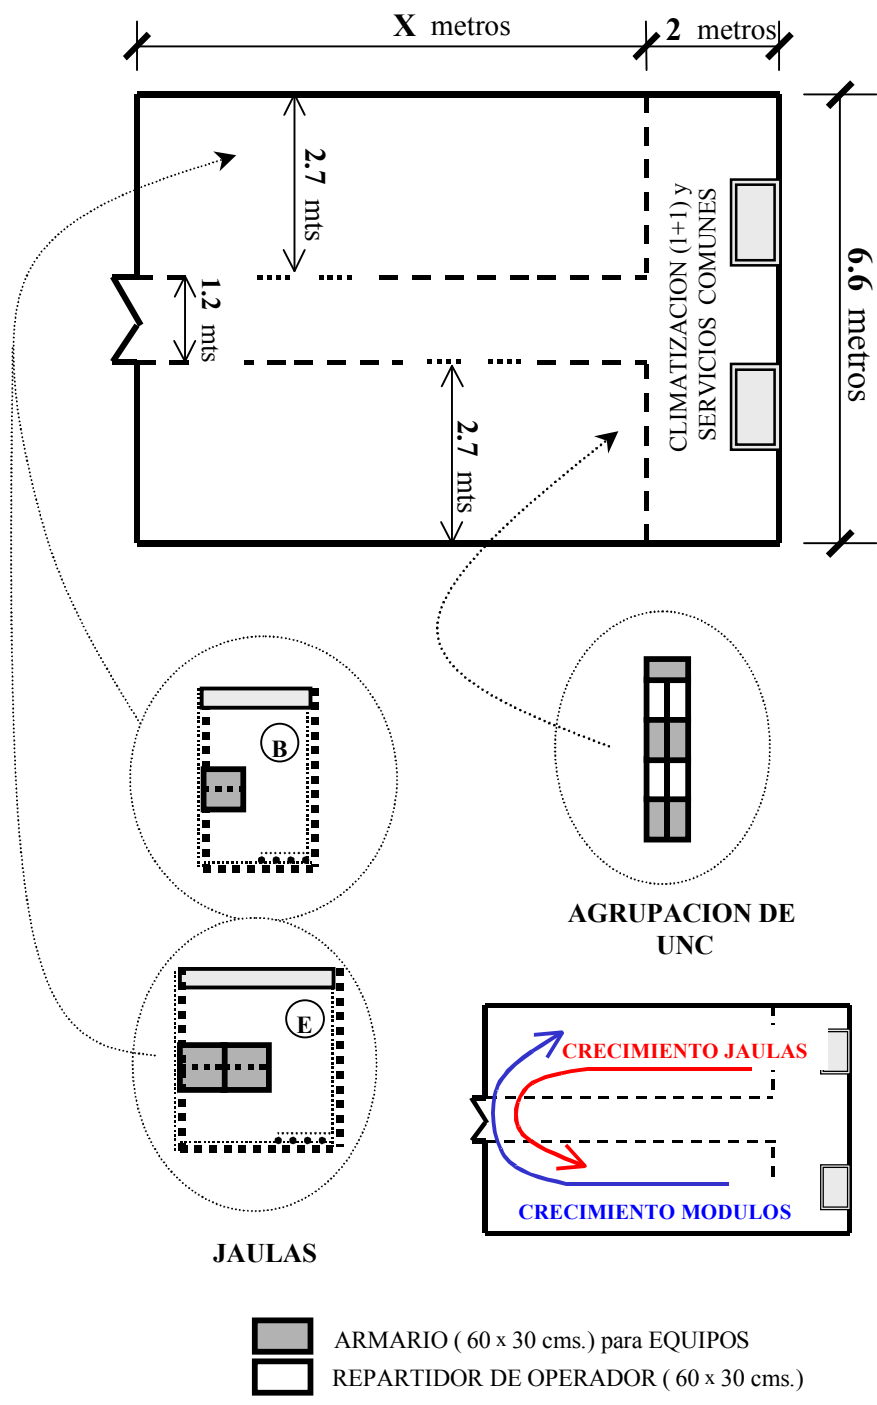 X metros
2 metros
2.7 mts
1.2 mts
2.7 mts
CLIMATIZACION (1+1) y
SERVICIOS COMUNES
6.6 metros
B
AGRUPACION DE
UNC
E
JAULAS
CRECIMIENTO JAULAS
CRECIMIENTO MODULOS
ARMARIO ( 60 x 30 cms.) para EQUIPOS
REPARTIDOR DE OPERADOR ( 60 x 30 cms.)